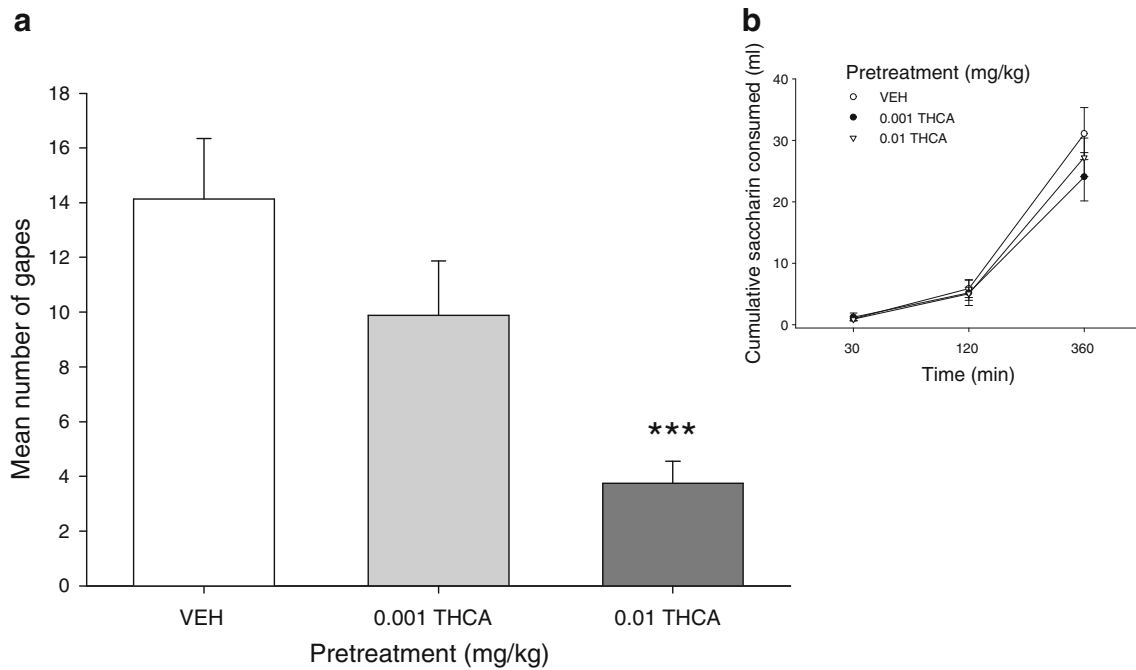 a
18
16
14
12
10
8
6
4
2
0
Mean number of gapes
***
VEH
0.001 THCA
0.01 THCA
Pretreatment (mg/kg)
b
Cumulative saccharin consumed (ml)
40
30
20
10
0
Pretreatment (mg/kg)
VEH
0.001 THCA
0.01 THCA
30
120
360
Time (min)